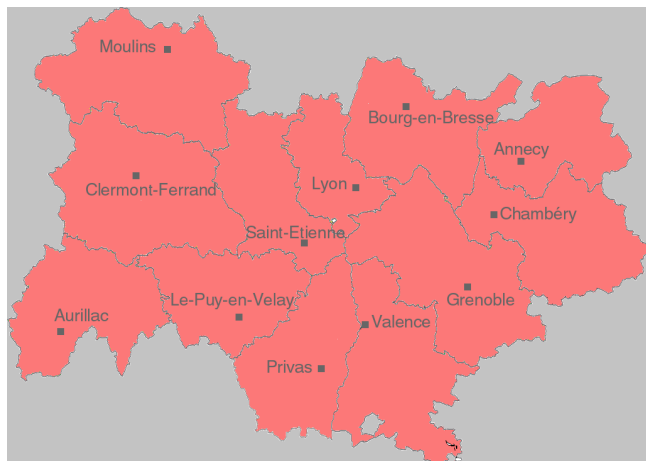 Moulins
Bourg-en-Bresse
Annecy
Clermont-Ferrand
Lyon
Chambéry
Saint-Etienne
Le-Puy-en-Velay
Grenoble
Aurillac
Valence
Privas